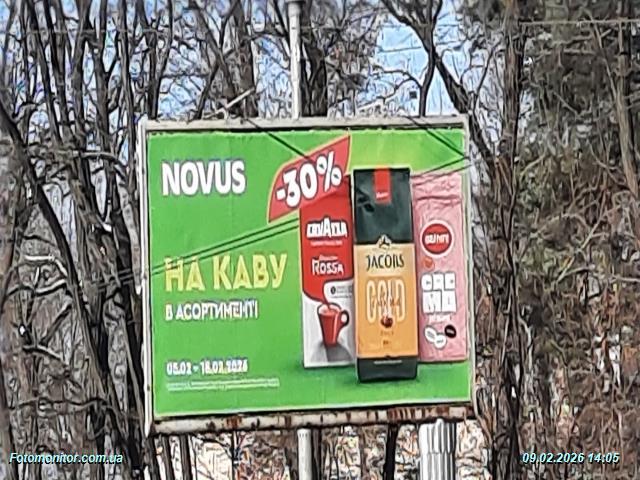 NOVUS
-30%
НА КАВУ
В АСОРТИМЕНТІ
05.02 - 18.02.2026
LAVAZZA
ROSSA
JACOBS
GOLD
CREMA
Fotomonitor.com.ua
09.02.2026 14:05